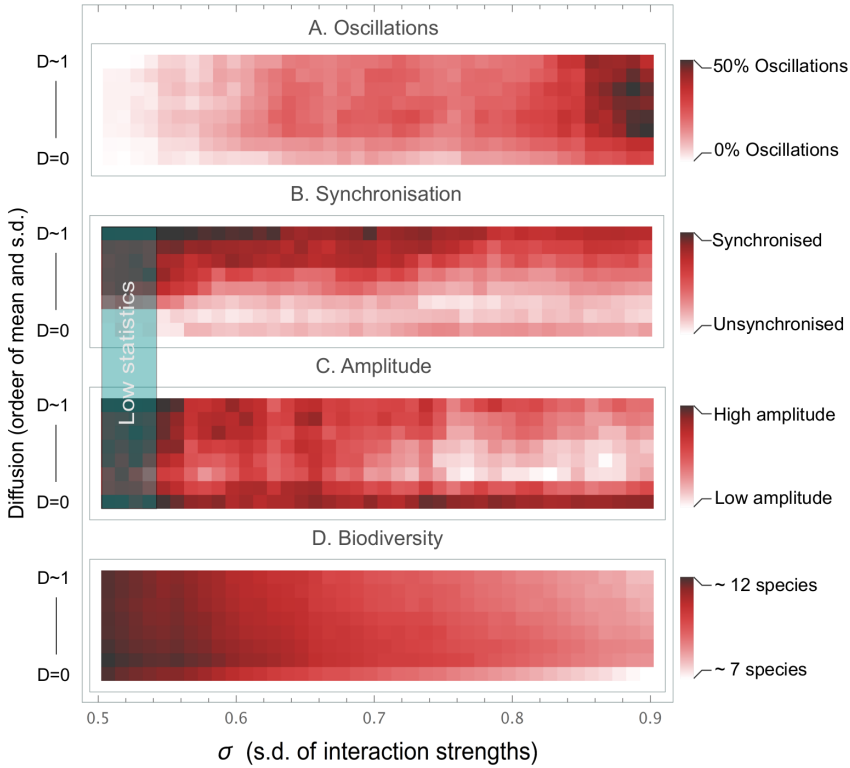 A. Oscillations
D~1
D=0
50% Oscillations
0% Oscillations
B. Synchronisation
D~1
D=0
Synchronised
Unsynchronised
Low statistics
C. Amplitude
D~1
D=0
High amplitude
Low amplitude
D. Biodiversity
D~1
D=0
~ 12 species
~ 7 species
Diffusion (ordeer of mean and s.d.)
0.5 0.6 0.7 0.8 0.9
σ (s.d. of interaction strengths)